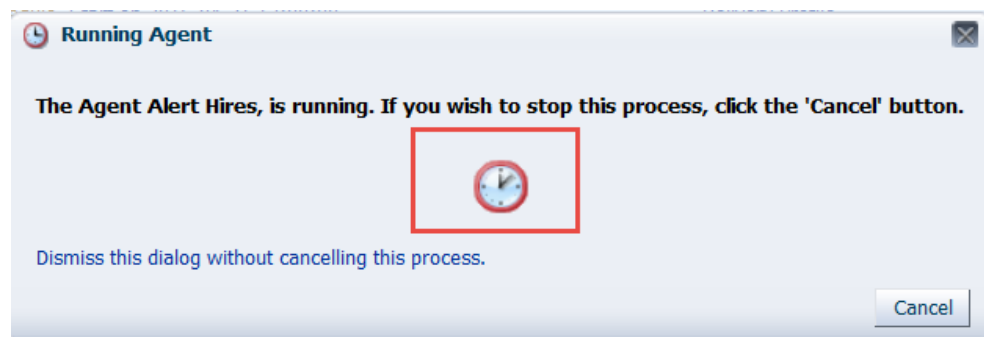 Running Agent
The Agent Alert Hires, is running. If you wish to stop this process, click the 'Cancel' button.
Dismiss this dialog without cancelling this process.
Cancel